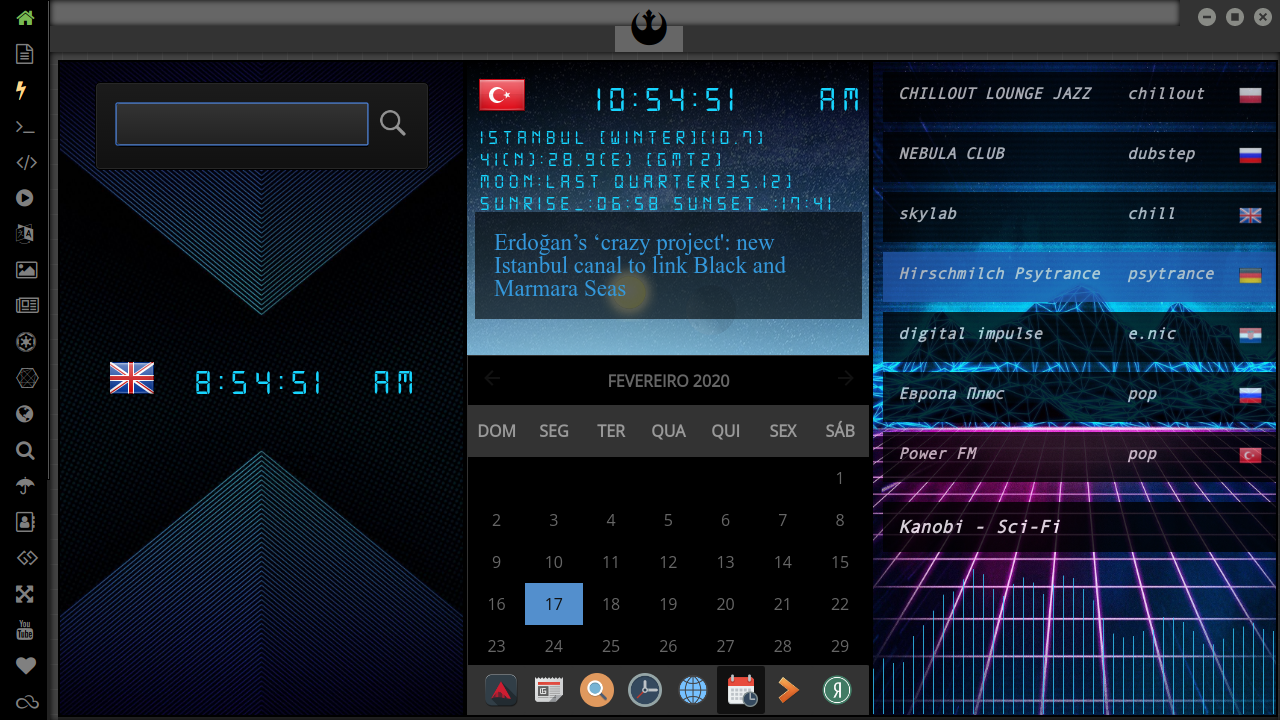 10:54:51 AM
ISTANBUL [WINTER][10.7]
41(N):28.9(E) [GMT2]
MOON:LAST QUARTER[35.12]
SUNRISE_:06:58 SUNSET_:17:41
Erdoğan’s ‘crazy project': new
Istanbul canal to link Black and
Marmara Seas
8:54:51 AM
FEVEREIRO 2020
DOM SEG TER QUA QUI SEX SÁB
1
2 3 4 5 6 7 8
9 10 11 12 13 14 15
16 17 18 19 20 21 22
23 24 25 26 27 28 29
CHILLOUT LOUNGE JAZZ chillout
NEBULA CLUB dubstep
skylab chill
Hirschmilch Psytrance psytrance
digital impulse e.nic
Европа Плюс pop
Power FM pop
Kanobi - Sci-Fi
You
Tube
Я